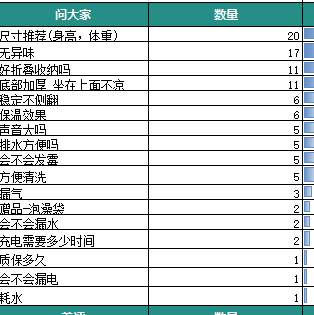 问大家 数量
尺寸推荐(身高，体重) 20
无异味 17
好折叠收纳吗 11
底部加厚 坐在上面不凉 11
稳定不侧翻 6
保温效果 6
声音大吗 5
排水方便吗 5
会不会发霉 5
方便清洗 5
漏气 3
赠品-泡澡袋 2
会不会漏水 2
充电需要多少时间 2
质保多久 1
会不会漏电 1
耗水 1